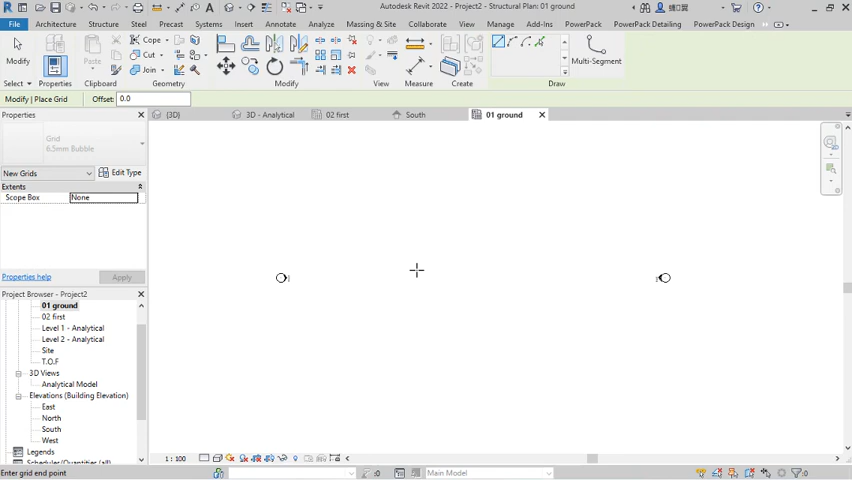 Autodesk Revit 2022 - Project2 - Structural Plan: 01 ground
File Architecture Structure Steel Precast Systems Insert Annotate Analyze Massing & Site Collaborate View Manage Add-Ins PowerPack PowerPack Detailing PowerPack Design
Modify
Paste
Cope
Cut
Join
Multi-Segment
Select Properties Clipboard Geometry Modify Measure Create Draw
Modify | Place Grid Offset: 0.0
Properties
{3D} 3D - Analytical 02 first South 01 ground
Grid
6.5mm Bubble
New Grids Edit Type
Extents
Scope Box None
Properties help Apply
Project Browser - Project2
01 ground
02 first
Level 1 - Analytical
Level 2 - Analytical
Site
T.O.F
3D Views
Analytical Model
Elevations (Building Elevation)
East
North
South
West
Legends
Schedules/Quantities (all)
1 : 100
Enter grid end point :0 Main Model :0